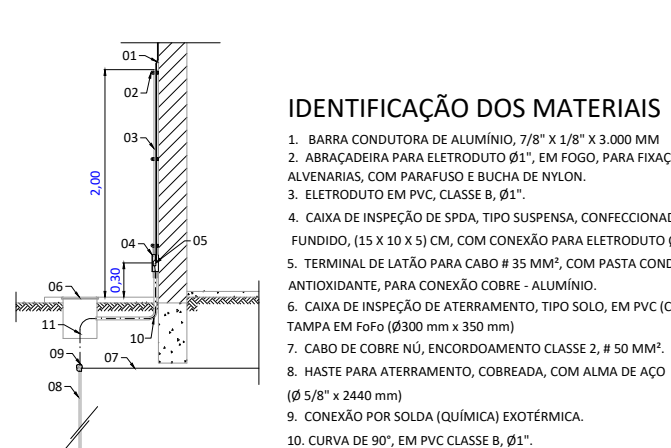 01
02
03
2,00
04
05
0,30
06
11
10
09
07
08
IDENTIFICAÇÃO DOS MATERIAIS
1. BARRA CONDUTORA DE ALUMÍNIO, 7/8" X 1/8" X 3.000 MM
2. ABRAÇADEIRA PARA ELETRODUTO Ø1", EM FOGO, PARA FIXAÇ
ALVENARIAS, COM PARAFUSO E BUCHA DE NYLON.
3. ELETRODUTO EM PVC, CLASSE B, Ø1".
4. CAIXA DE INSPEÇÃO DE SPDA, TIPO SUSPENSA, CONFECCIONAD
FUNDIDO, (15 X 10 X 5) CM, COM CONEXÃO PARA ELETRODUTO
5. TERMINAL DE LATÃO PARA CABO # 35 MM², COM PASTA COND
ANTIOXIDANTE, PARA CONEXÃO COBRE - ALUMÍNIO.
6. CAIXA DE INSPEÇÃO DE ATERRAMENTO, TIPO SOLO, EM PVC (C
TAMPA EM FoFo (Ø300 mm x 350 mm)
7. CABO DE COBRE NÚ, ENCORDOAMENTO CLASSE 2, # 50 MM².
8. HASTE PARA ATERRAMENTO, COBREADA, COM ALMA DE AÇO
(Ø 5/8" x 2440 mm)
9. CONEXÃO POR SOLDA (QUÍMICA) EXOTÉRMICA.
10. CURVA DE 90°, EM PVC CLASSE B, Ø1".